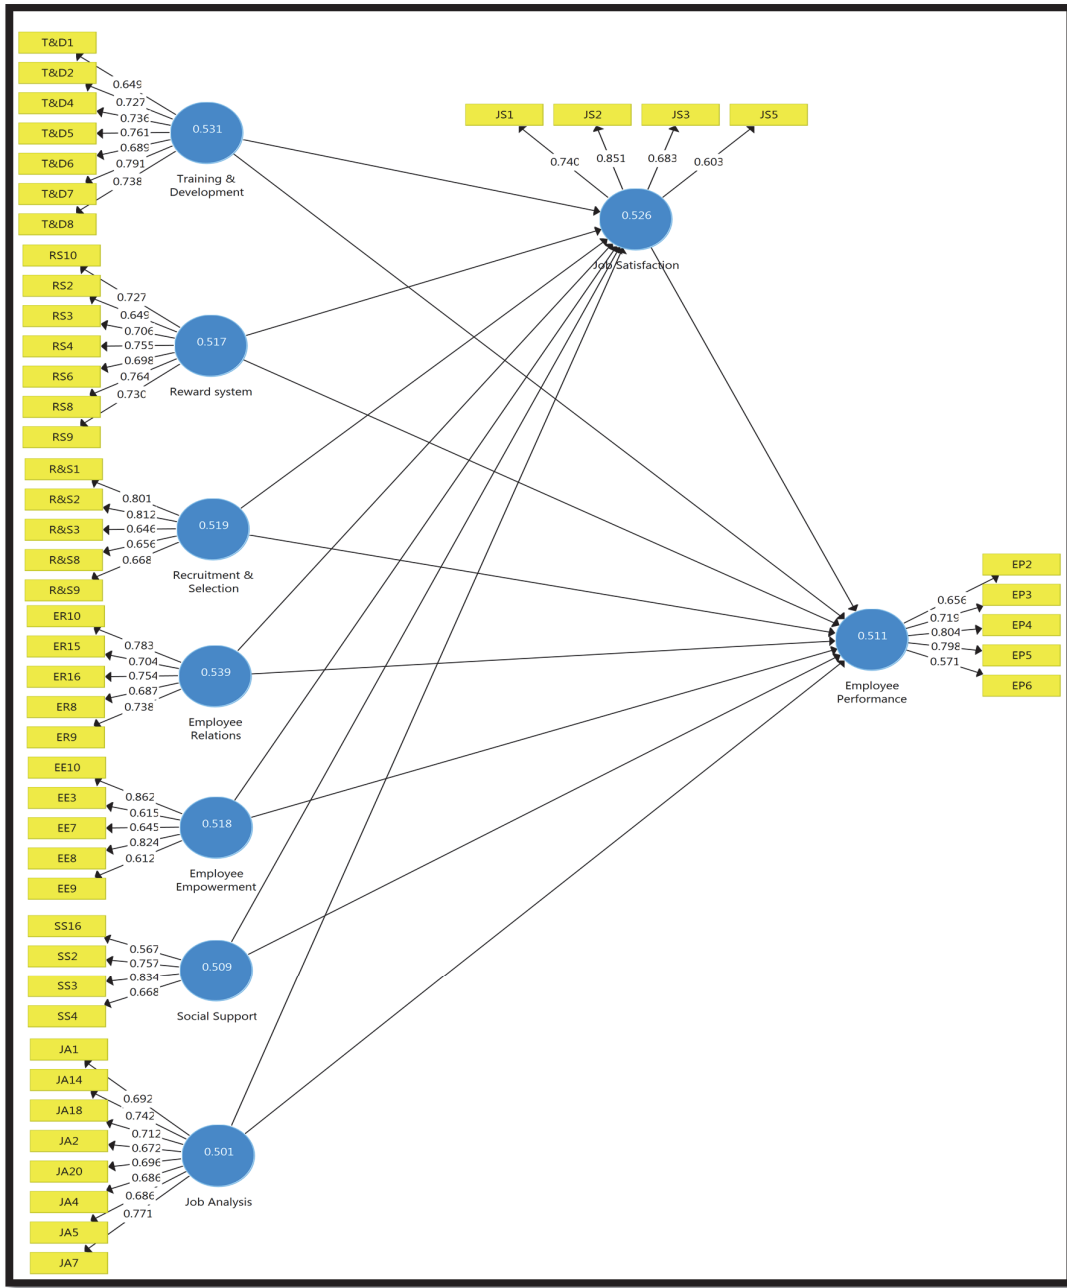 T&D1
T&D2
T&D4
T&D5
T&D6
T&D7
T&D8
0.649
0.727
0.736
0.761
0.689
0.791
0.738
0.531
Training &
Development
JS1
JS2
JS3
JS5
0.740
0.851
0.683
0.603
0.526
Job Satisfaction
RS10
RS2
RS3
RS4
RS6
RS8
RS9
0.727
0.649
0.706
0.755
0.698
0.764
0.730
0.517
Reward system
R&S1
R&S2
R&S3
R&S8
R&S9
0.801
0.812
0.646
0.656
0.668
0.519
Recruitment &
Selection
ER10
ER15
ER16
ER8
ER9
0.783
0.704
0.754
0.687
0.738
0.539
Employee
Relations
EP2
EP3
EP4
EP5
EP6
0.656
0.719
0.804
0.798
0.571
0.511
Employee
Performance
EE10
EE3
EE7
EE8
EE9
0.862
0.615
0.645
0.824
0.612
0.518
Employee
Empowerment
SS16
SS2
SS3
SS4
0.567
0.757
0.834
0.668
0.509
Social Support
JA1
JA14
JA18
JA2
JA20
JA4
JA5
JA7
0.692
0.742
0.712
0.672
0.696
0.686
0.686
0.771
0.501
Job Analysis